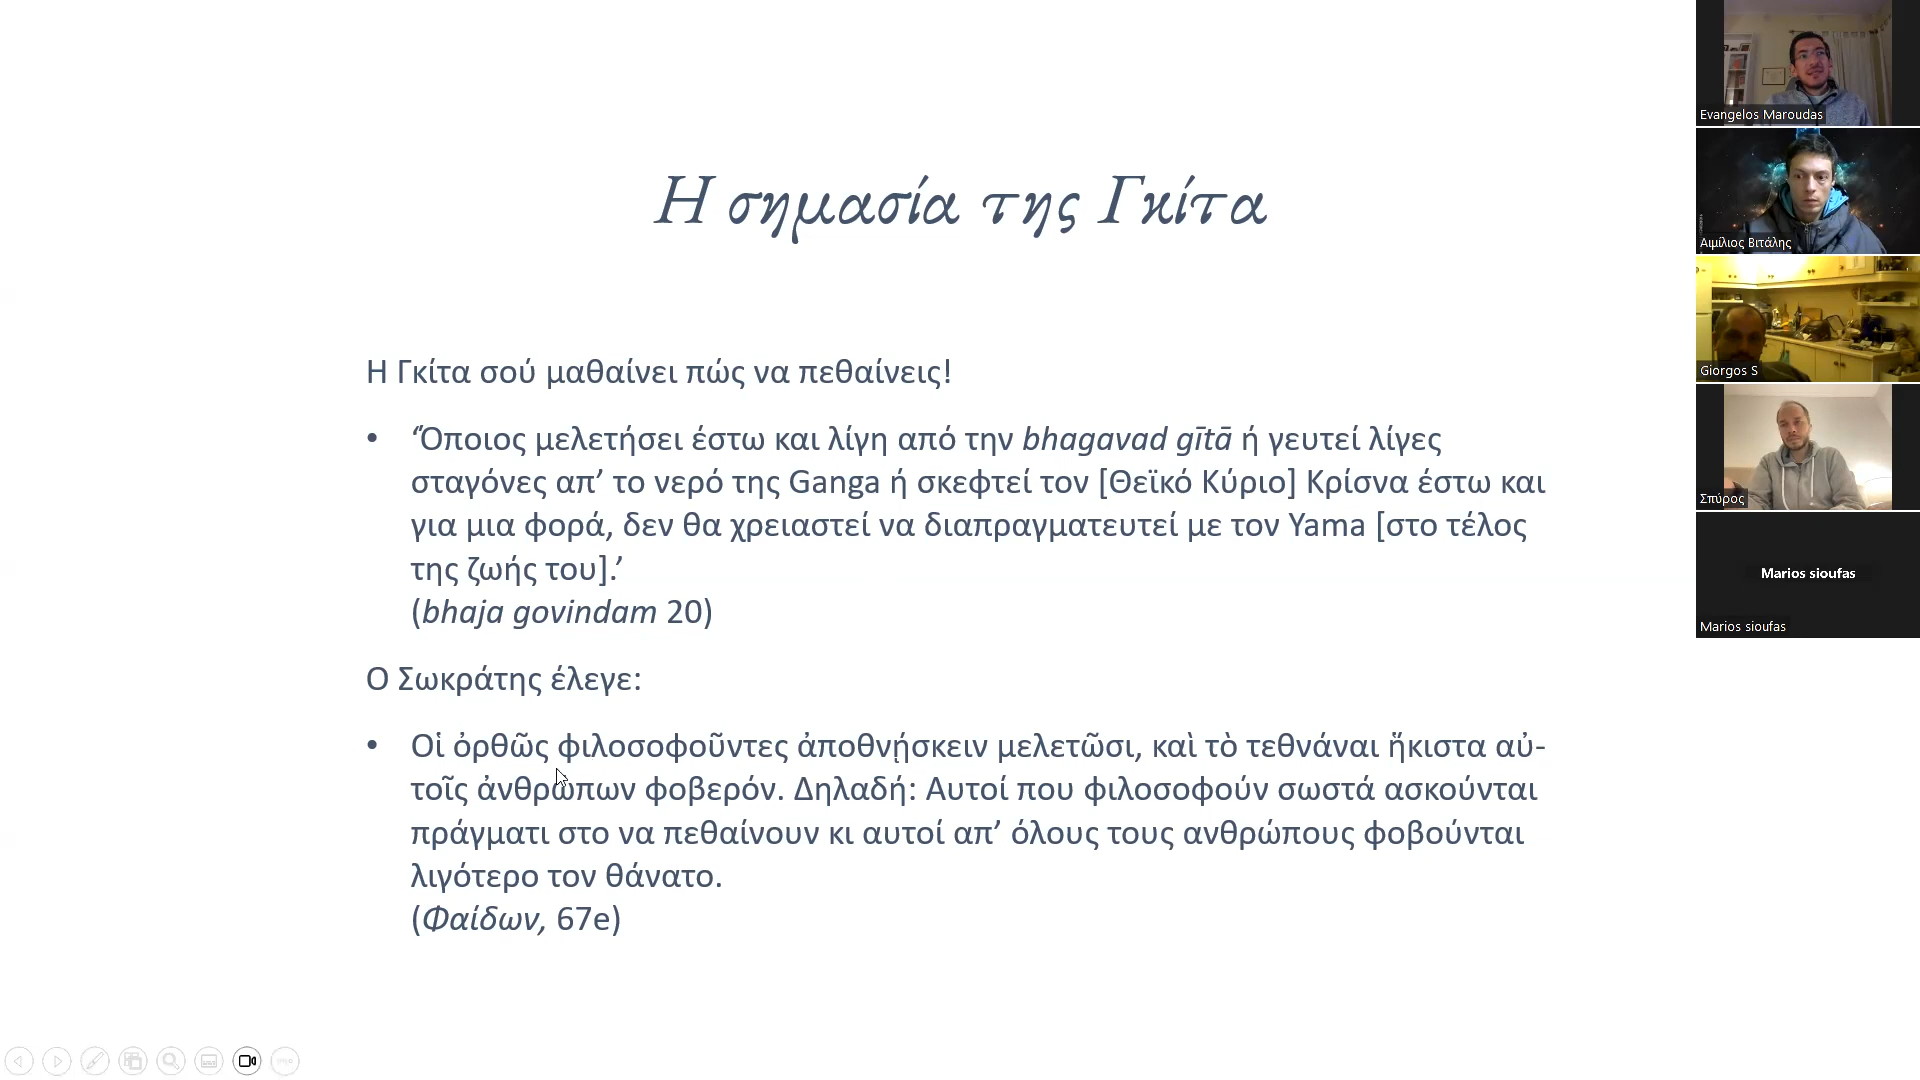 Η σημασία της Γκίτα
Η Γκίτα σού μαθαίνει πώς να πεθαίνεις!
• ‘Όποιος μελετήσει έστω και λίγη από την bhagavad gītā ή γευτεί λίγες
σταγόνες απ’ το νερό της Ganga ή σκεφτεί τον [Θεϊκό Κύριο] Κρίσνα έστω και
για μια φορά, δεν θα χρειαστεί να διαπραγματευτεί με τον Yama [στο τέλος
της ζωής του].’
(bhaja govindam 20)
Ο Σωκράτης έλεγε:
• Οἱ ὀρθῶς φιλοσοφοῦντες ἀποθνῄσκειν μελετῶσι, καὶ τὸ τεθνάναι ἥκιστα αὐ-
τοῖς ἀνθρώπων φοβερόν. Δηλαδή: Αυτοί που φιλοσοφούν σωστά ασκούνται
πράγματι στο να πεθαίνουν κι αυτοί απ’ όλους τους ανθρώπους φοβούνται
λιγότερο τον θάνατο.
(Φαίδων, 67e)
Evangelos Maroudas
Αιμίλιος Βιτάλης
Giorgos S
Σπύρος
Marios sioufas
Marios sioufas